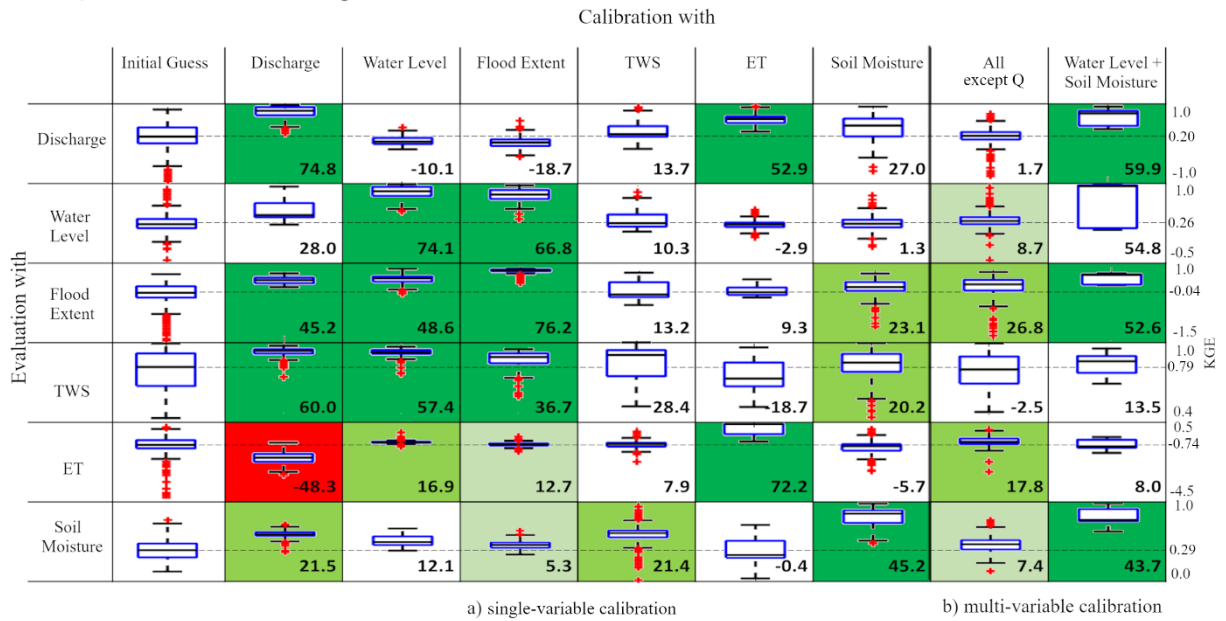 Calibration with
Initial Guess Discharge Water Level Flood Extent TWS ET Soil Moisture All except Q Water Level + Soil Moisture
Evaluation with
Discharge 74.8 -10.1 -18.7 13.7 52.9 27.0 1.7 59.9 1.0 0.20 -1.0
Water Level 28.0 74.1 66.8 10.3 -2.9 1.3 8.7 54.8 1.0 0.26 -0.5
Flood Extent 45.2 48.6 76.2 13.2 9.3 23.1 26.8 52.6 1.0 -0.04 -1.5
TWS 60.0 57.4 36.7 28.4 -18.7 20.2 -2.5 13.5 1.0 0.79 0.4
KGE
ET -48.3 16.9 12.7 7.9 72.2 -5.7 17.8 8.0 0.5 -0.74 -4.5
Soil Moisture 21.5 12.1 5.3 21.4 -0.4 45.2 7.4 43.7 1.0 0.29 0.0
a) single-variable calibration b) multi-variable calibration